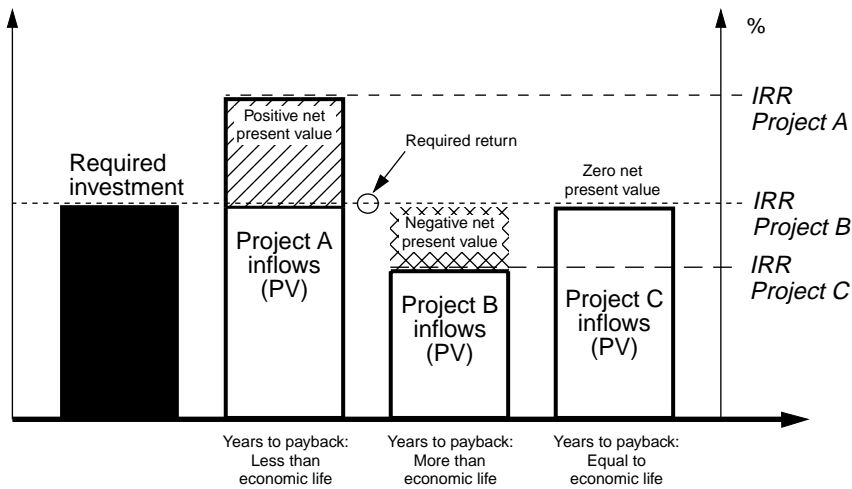 %
IRR
Project A
Positive net
present value
Required return
Required
investment
Zero net
present value
IRR
Project B
Negative net
present value
Project A
inflows
(PV)
IRR
Project C
Project B
inflows
(PV)
Project C
inflows
(PV)
Years to payback:
Less than
economic life
Years to payback:
More than
economic life
Years to payback:
Equal to
economic life